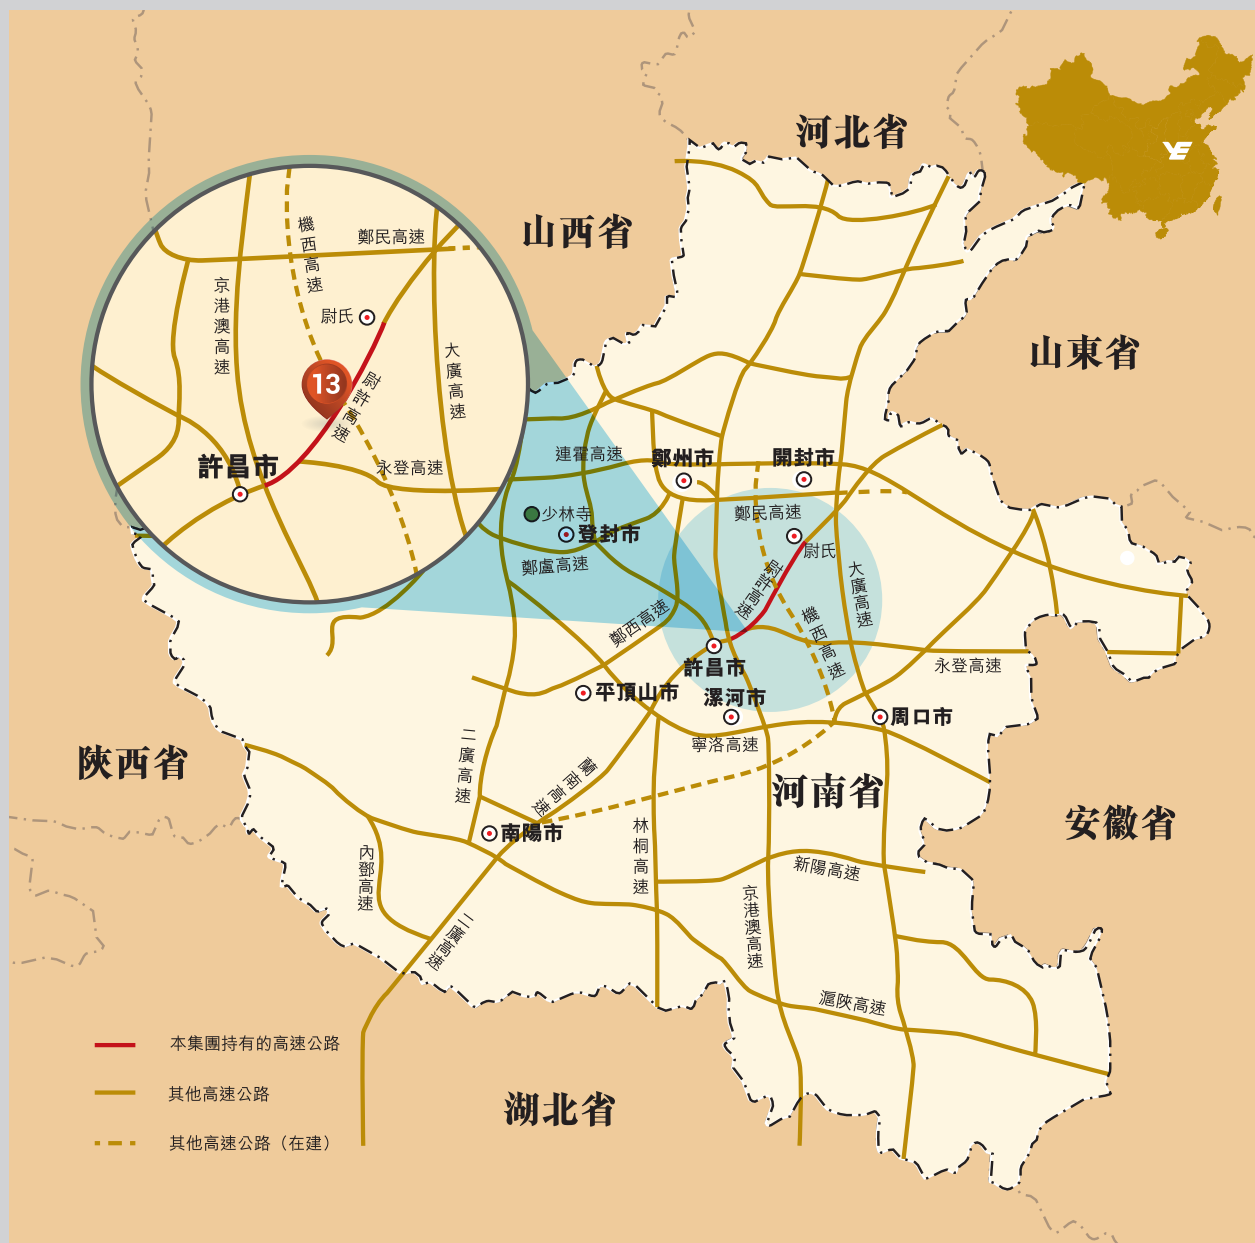 河北省
山西省
山東省
陝西省
河南省
安徽省
湖北省
YE
機西高速
鄭民高速
京港澳高速
尉氏
大廣高速
13
尉許高速
永登高速
許昌市
連霍高速
鄭州市
開封市
少林寺
登封市
鄭盧高速
鄭民高速
尉氏
尉許高速
大廣高速
機西高速
鄭西高速
許昌市
永登高速
平頂山市
漯河市
周口市
寧洛高速
二廣高速
蘭南高速
南陽市
林桐高速
內鄧高速
新陽高速
京港澳高速
二廣高速
滬陝高速
本集團持有的高速公路
其他高速公路
其他高速公路（在建）